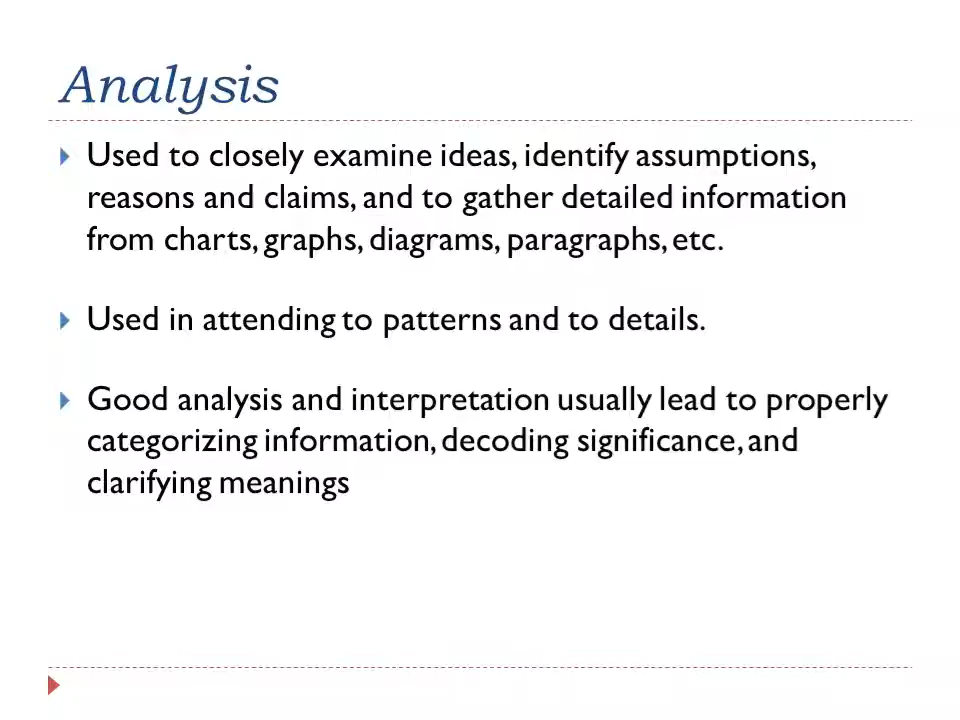 Analysis
Used to closely examine ideas, identify assumptions,
reasons and claims, and to gather detailed information
from charts, graphs, diagrams, paragraphs, etc.
Used in attending to patterns and to details.
Good analysis and interpretation usually lead to properly
categorizing information, decoding significance, and
clarifying meanings